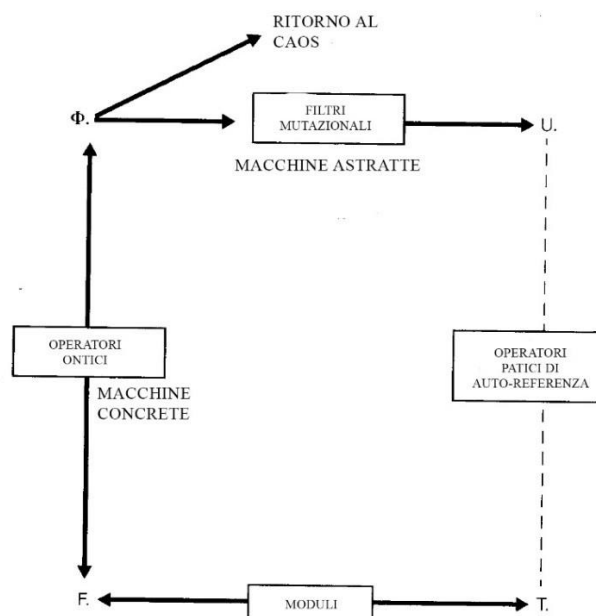 RITORNO AL
CAOS
Φ.
FILTRI
MUTAZIONALI
U.
MACCHINE ASTRATTE
OPERATORI
ONTICI
MACCHINE
CONCRETE
OPERATORI
PATICI DI
AUTO-REFERENZA
F.
MODULI
T.